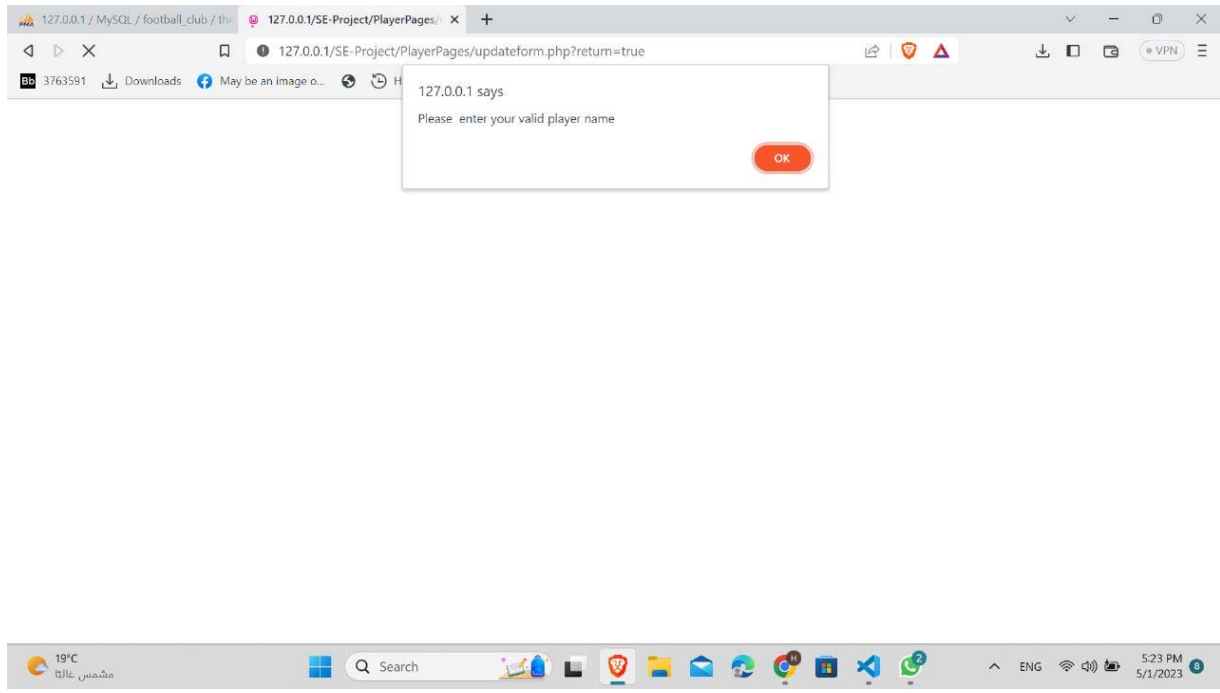 127.0.0.1 / MySQL / football_club / the
127.0.0.1/SE-Project/PlayerPages/
127.0.0.1/SE-Project/PlayerPages/updateform.php?return=true
VPN
Bb 3763591
Downloads
May be an image o...
H
127.0.0.1 says
Please enter your valid player name
OK
19°C
مشمس غالبًا
Search
2
ENG
5:23 PM
5/1/2023
8